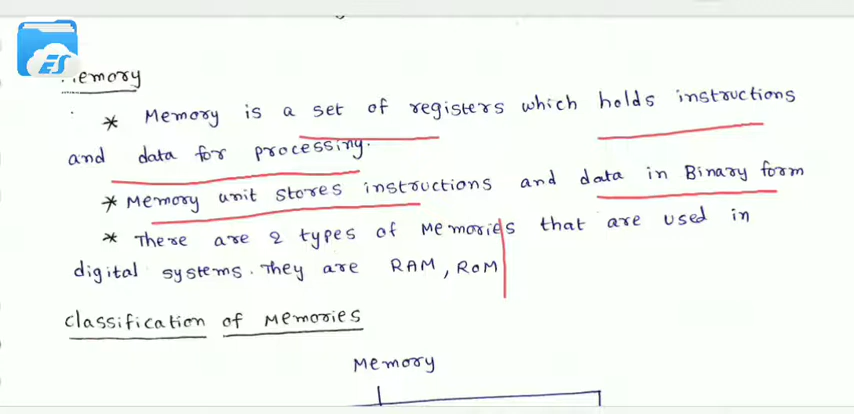 ES
Memory
* Memory is a set of registers which holds instructions
and data for processing.
* Memory unit stores instructions and data in Binary form
* There are 2 types of Memories that are used in
digital systems. They are RAM, ROM
Classification of Memories
Memory